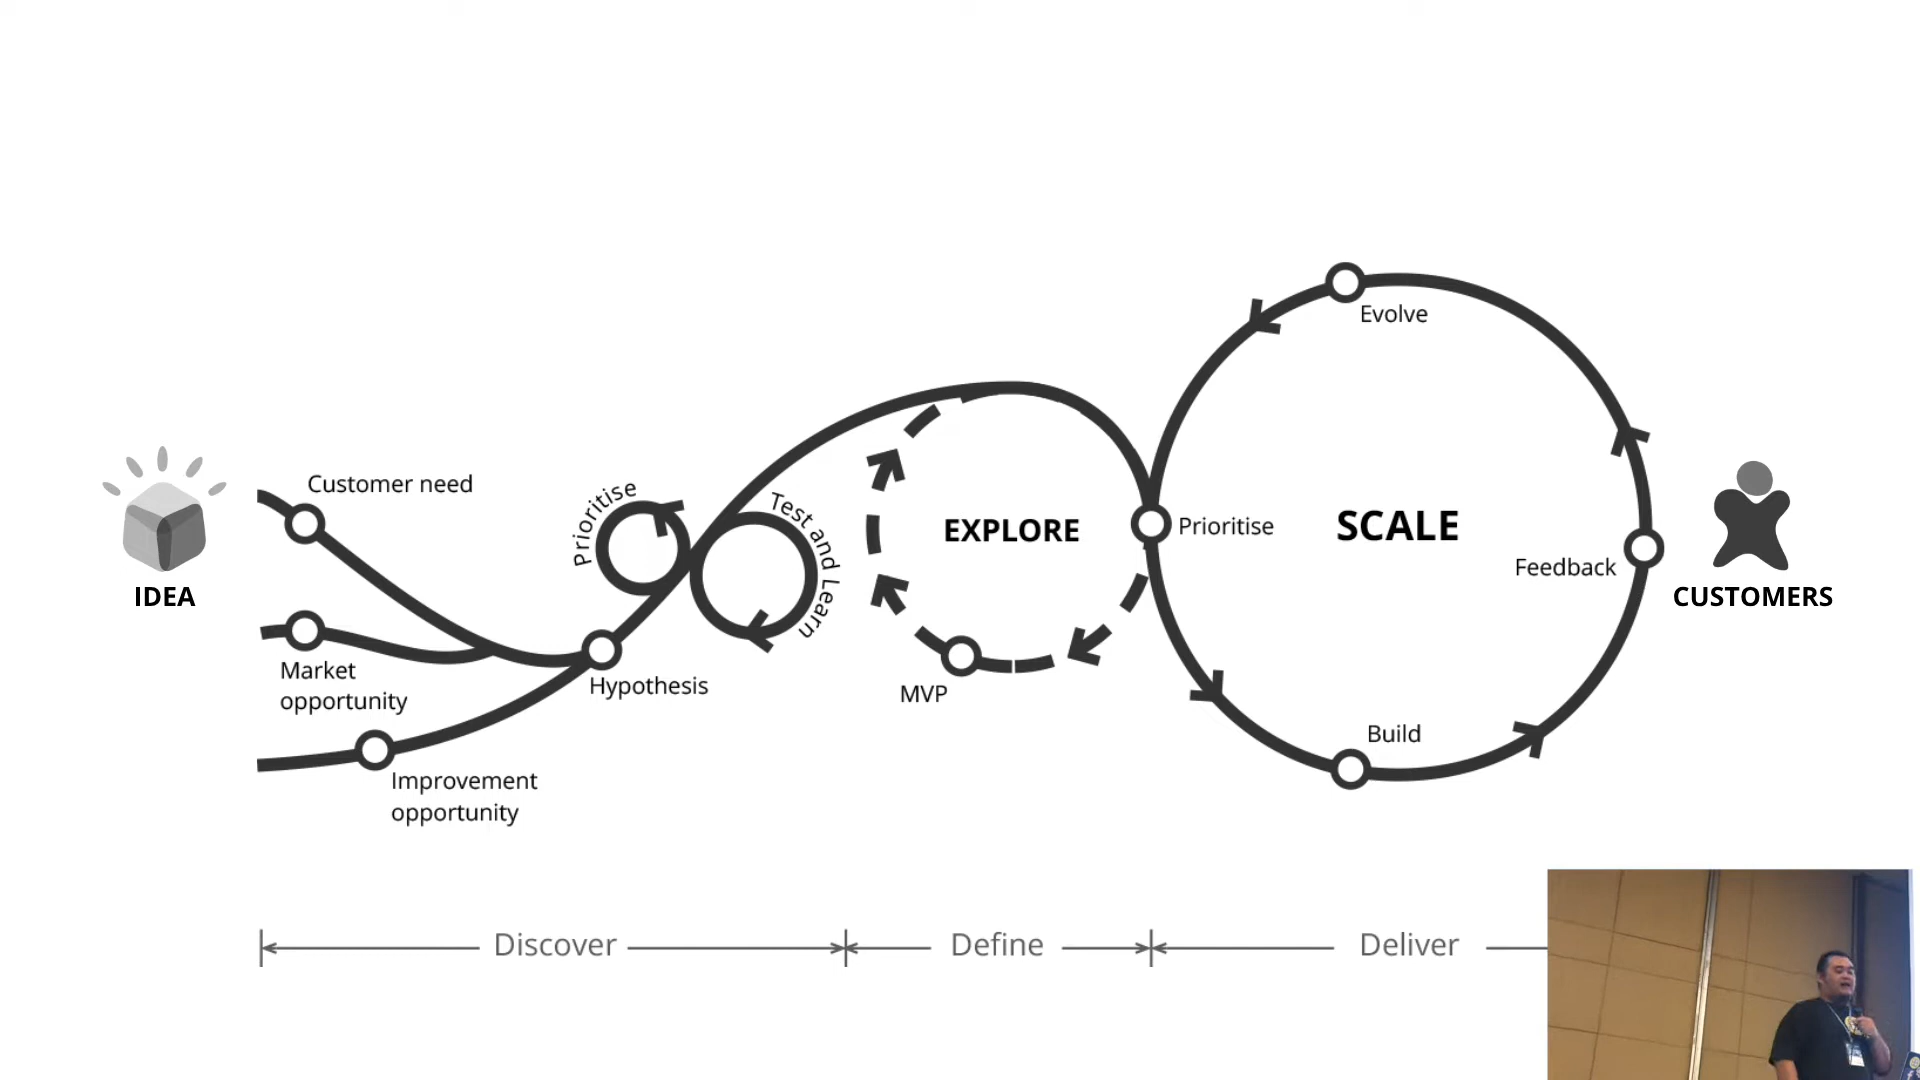 IDEA
Customer need
Market
opportunity
Improvement
opportunity
Hypothesis
Prioritise
Test and Learn
EXPLORE
MVP
Prioritise
SCALE
Evolve
Feedback
Build
CUSTOMERS
Discover
Define
Deliver